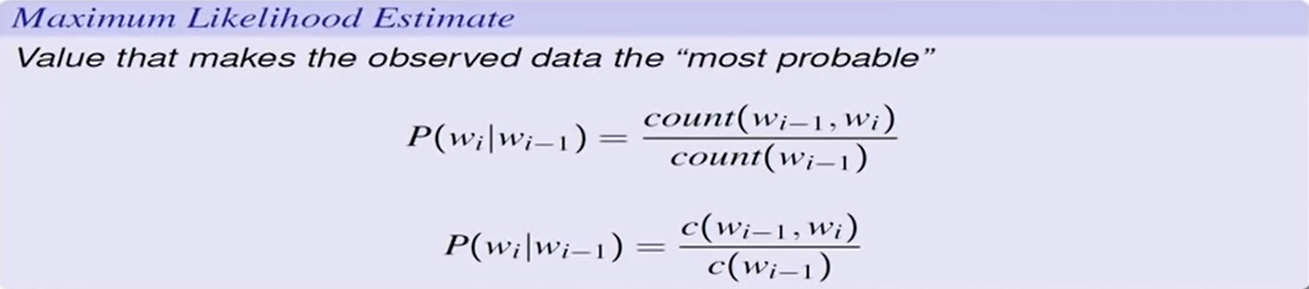 Maximum Likelihood Estimate
Value that makes the observed data the “most probable”
P(w_i|w_{i−1}) = \frac{count(w_{i−1}, w_i)}{count(w_{i−1})}
P(w_i|w_{i−1}) = \frac{c(w_{i−1}, w_i)}{c(w_{i−1})}